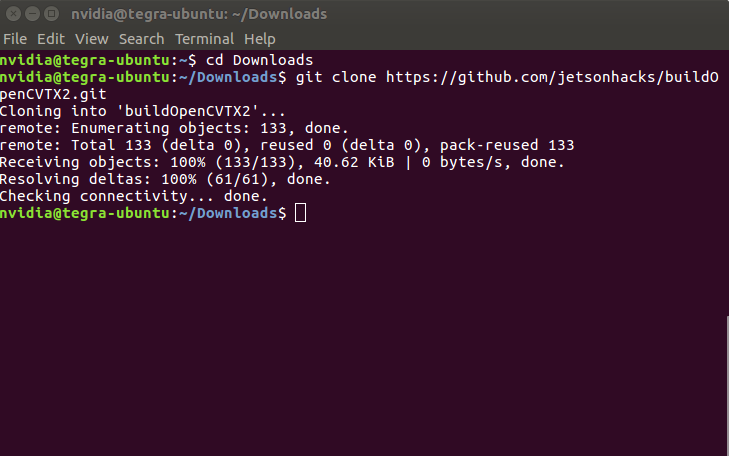 nvidia@tegra-ubuntu: ~/Downloads
File Edit View Search Terminal Help
nvidia@tegra-ubuntu:~$ cd Downloads
nvidia@tegra-ubuntu:~/Downloads$ git clone https://github.com/jetsonhacks/buildO
penCVTX2.git
Cloning into 'buildOpenCVTX2'...
remote: Enumerating objects: 133, done.
remote: Total 133 (delta 0), reused 0 (delta 0), pack-reused 133
Receiving objects: 100% (133/133), 40.62 KiB | 0 bytes/s, done.
Resolving deltas: 100% (61/61), done.
Checking connectivity... done.
nvidia@tegra-ubuntu:~/Downloads$